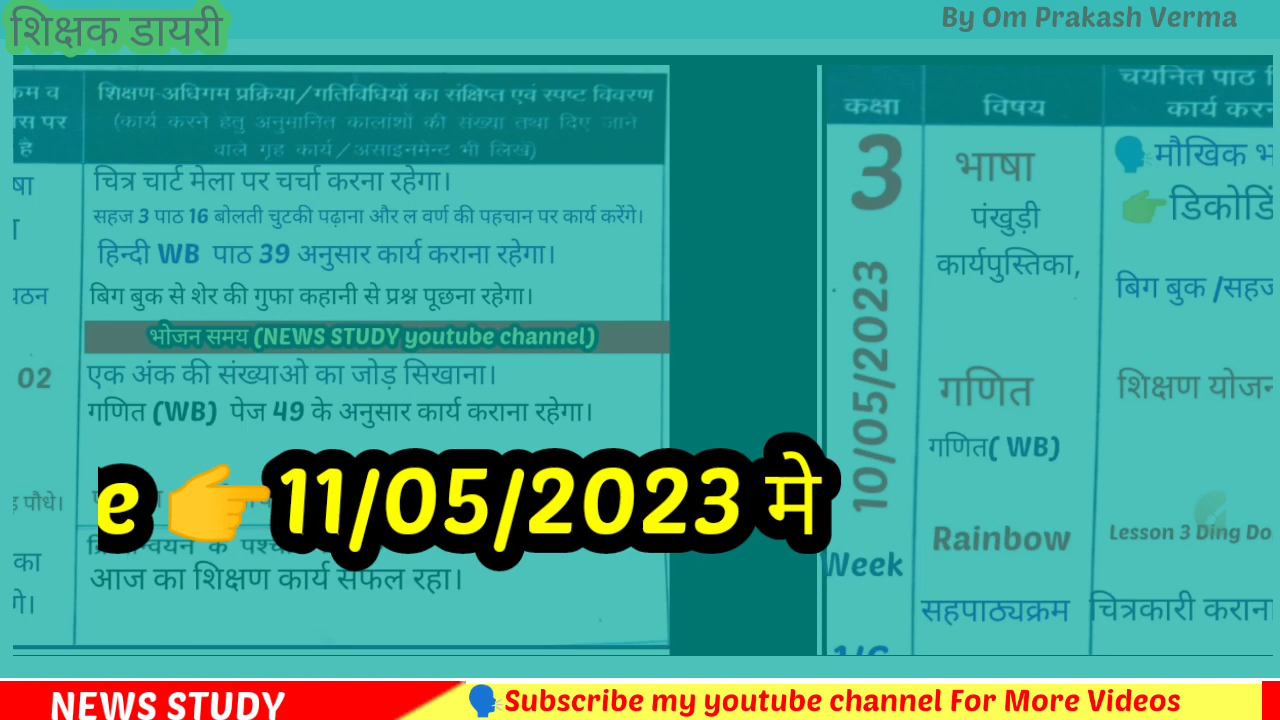 शिक्षक डायरी
By Om Prakash Verma
स पर
है
शिक्षण-अधिगम प्रक्रिया/गतिविधियों का संक्षिप्त एवं स्पष्ट विवरण
(कार्य करने हेतु अनुमानित कालांशों की संख्या तथा दिए जाने
वाले गृह कार्य/असाइनमेन्ट भी लिखें)
चित्र चार्ट मेला पर चर्चा करना रहेगा।
सहज 3 पाठ 16 बोलती चुटकी पढ़ाना और ल वर्ण की पहचान पर कार्य करेंगे।
हिन्दी WB पाठ 39 अनुसार कार्य कराना रहेगा।
बिग बुक से शेर की गुफा कहानी से प्रश्न पूछना रहेगा।
भोजन समय (NEWS STUDY youtube channel)
02
एक अंक की संख्याओ का जोड़ सिखाना।
गणित (WB) पेज 49 के अनुसार कार्य कराना रहेगा।
पौधे।
e 👉11/05/2023 मे
का
आज का शिक्षण कार्य सफल रहा।
कक्षा
विषय
चयनित पाठ
कार्य
3
भाषा
🗣️मौखिक
पंखुड़ी
कार्यपुस्तिका,
बिग बुक /सहज
10/05/2023
गणित
शिक्षण
गणित( WB)
Rainbow
Lesson 3 Ding Do
Week
सहपाठ्यक्रम
चित्रकारी
NEWS STUDY
🗣️Subscribe my youtube channel For More Videos